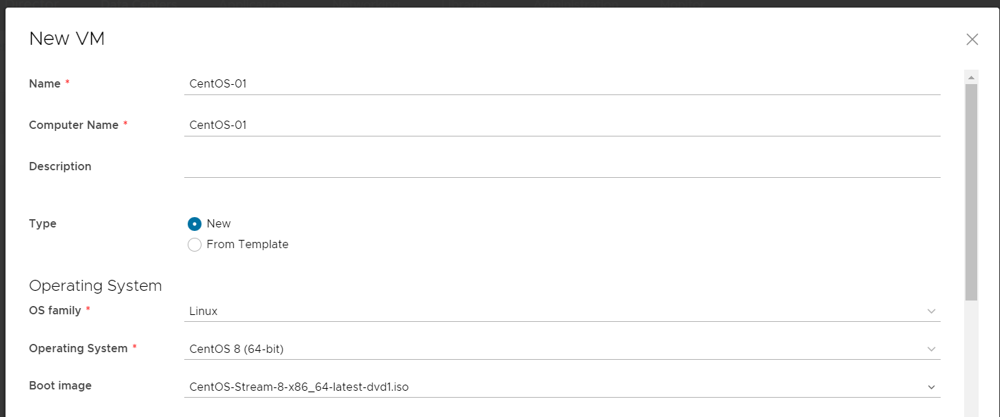 New VM
Name * CentOS-01
Computer Name * CentOS-01
Description
Type New
From Template
Operating System
OS family * Linux
Operating System * CentOS 8 (64-bit)
Boot image CentOS-Stream-8-x86_64-latest-dvd1.iso